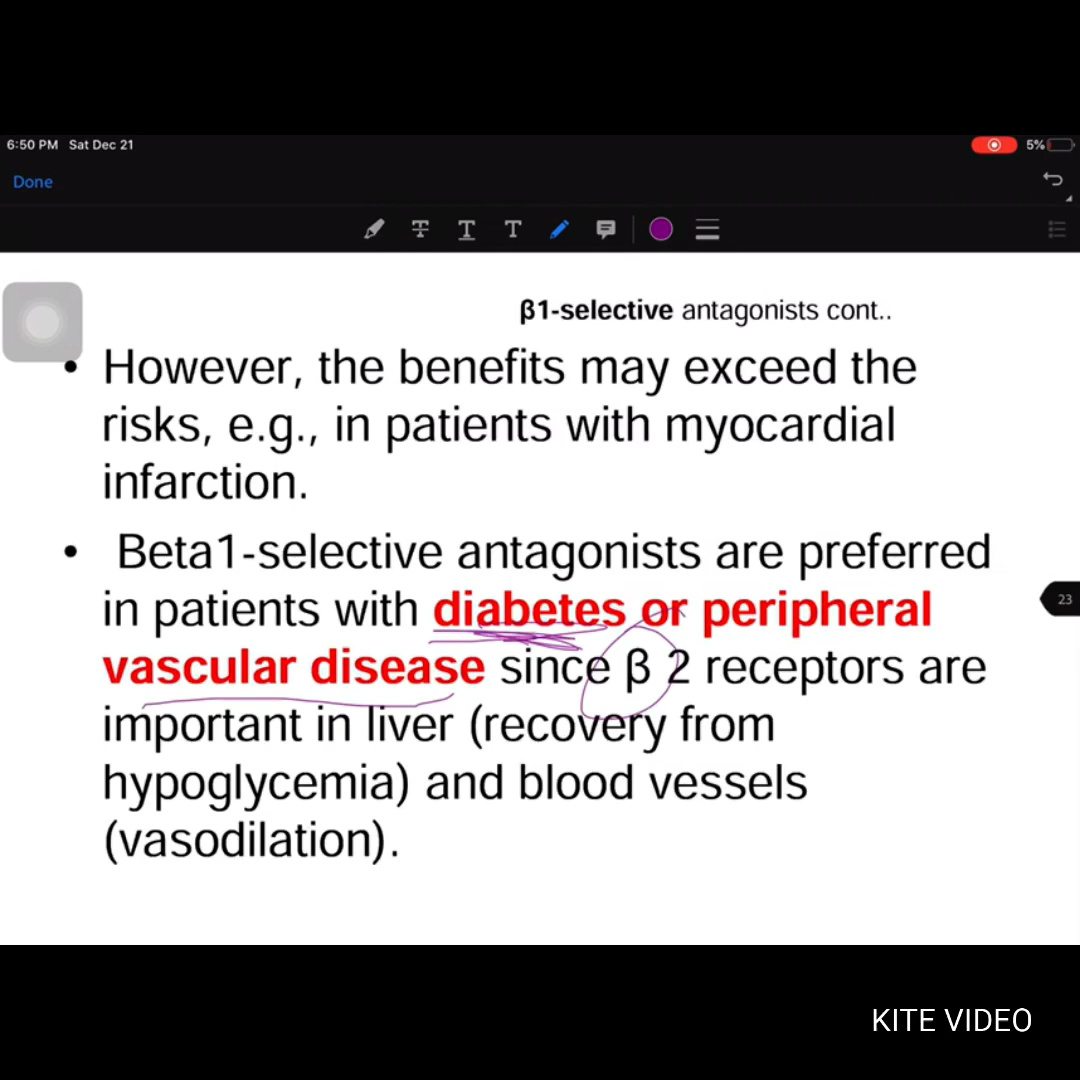 6:50 PM Sat Dec 21
5%
Done
β1-selective antagonists cont..
• However, the benefits may exceed the
risks, e.g., in patients with myocardial
infarction.
• Beta1-selective antagonists are preferred
in patients with diabetes or peripheral
vascular disease since β 2 receptors are
important in liver (recovery from
hypoglycemia) and blood vessels
(vasodilation).
23
KITE VIDEO